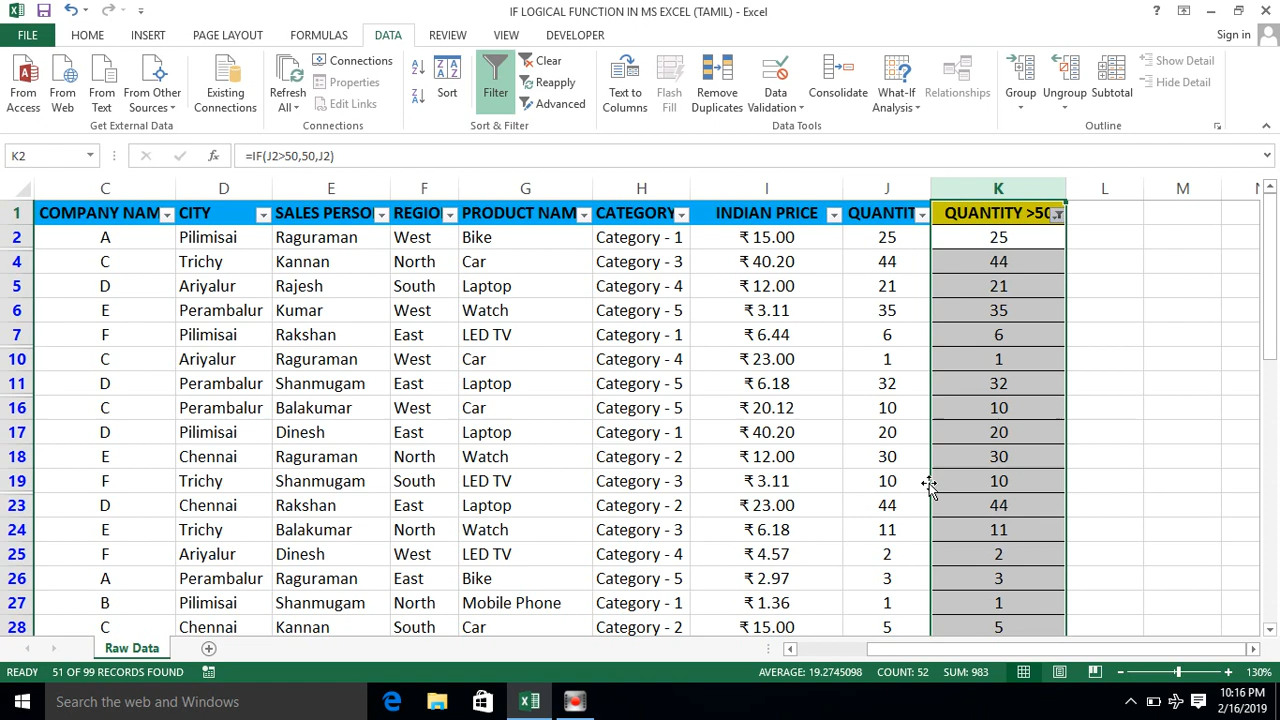 IF LOGICAL FUNCTION IN MS EXCEL (TAMIL) - Excel
?
FILE HOME INSERT PAGE LAYOUT FORMULAS DATA REVIEW VIEW DEVELOPER Sign in
From Access From Web From Text From Other Sources Existing Connections Refresh All Connections Properties Edit Links Sort Filter Clear Reapply Advanced Text to Columns Flash Fill Remove Duplicates Data Validation Consolidate What-If Analysis Relationships Group Ungroup Subtotal Show Detail Hide Detail
Get External Data Connections Sort & Filter Data Tools Outline
K2 fx =IF(J2>50,50,J2)
C D E F G H I J K L M
1 COMPANY NAM CITY SALES PERSO REGIO PRODUCT NAM CATEGORY INDIAN PRICE QUANTIT QUANTITY >50
2 A Pilimisai Raguraman West Bike Category - 1 ₹ 15.00 25 25
4 C Trichy Kannan North Car Category - 3 ₹ 40.20 44 44
5 D Ariyalur Rajesh South Laptop Category - 4 ₹ 12.00 21 21
6 E Perambalur Kumar West Watch Category - 5 ₹ 3.11 35 35
7 F Pilimisai Rakshan East LED TV Category - 1 ₹ 6.44 6 6
10 C Ariyalur Raguraman West Car Category - 4 ₹ 23.00 1 1
11 D Perambalur Shanmugam East Laptop Category - 5 ₹ 6.18 32 32
16 C Perambalur Balakumar West Car Category - 5 ₹ 20.12 10 10
17 D Pilimisai Dinesh East Laptop Category - 1 ₹ 40.20 20 20
18 E Chennai Raguraman North Watch Category - 2 ₹ 12.00 30 30
19 F Trichy Shanmugam South LED TV Category - 3 ₹ 3.11 10 10
23 D Chennai Rakshan East Laptop Category - 2 ₹ 23.00 44 44
24 E Trichy Balakumar North Watch Category - 3 ₹ 6.18 11 11
25 F Ariyalur Dinesh West LED TV Category - 4 ₹ 4.57 2 2
26 A Perambalur Raguraman East Bike Category - 5 ₹ 2.97 3 3
27 B Pilimisai Shanmugam North Mobile Phone Category - 1 ₹ 1.36 1 1
28 C Chennai Kannan South Car Category - 2 ₹ 15.00 5 5
Raw Data
READY 51 OF 99 RECORDS FOUND AVERAGE: 19.2745098 COUNT: 52 SUM: 983 130%
Search the web and Windows 10:16 PM
2/16/2019